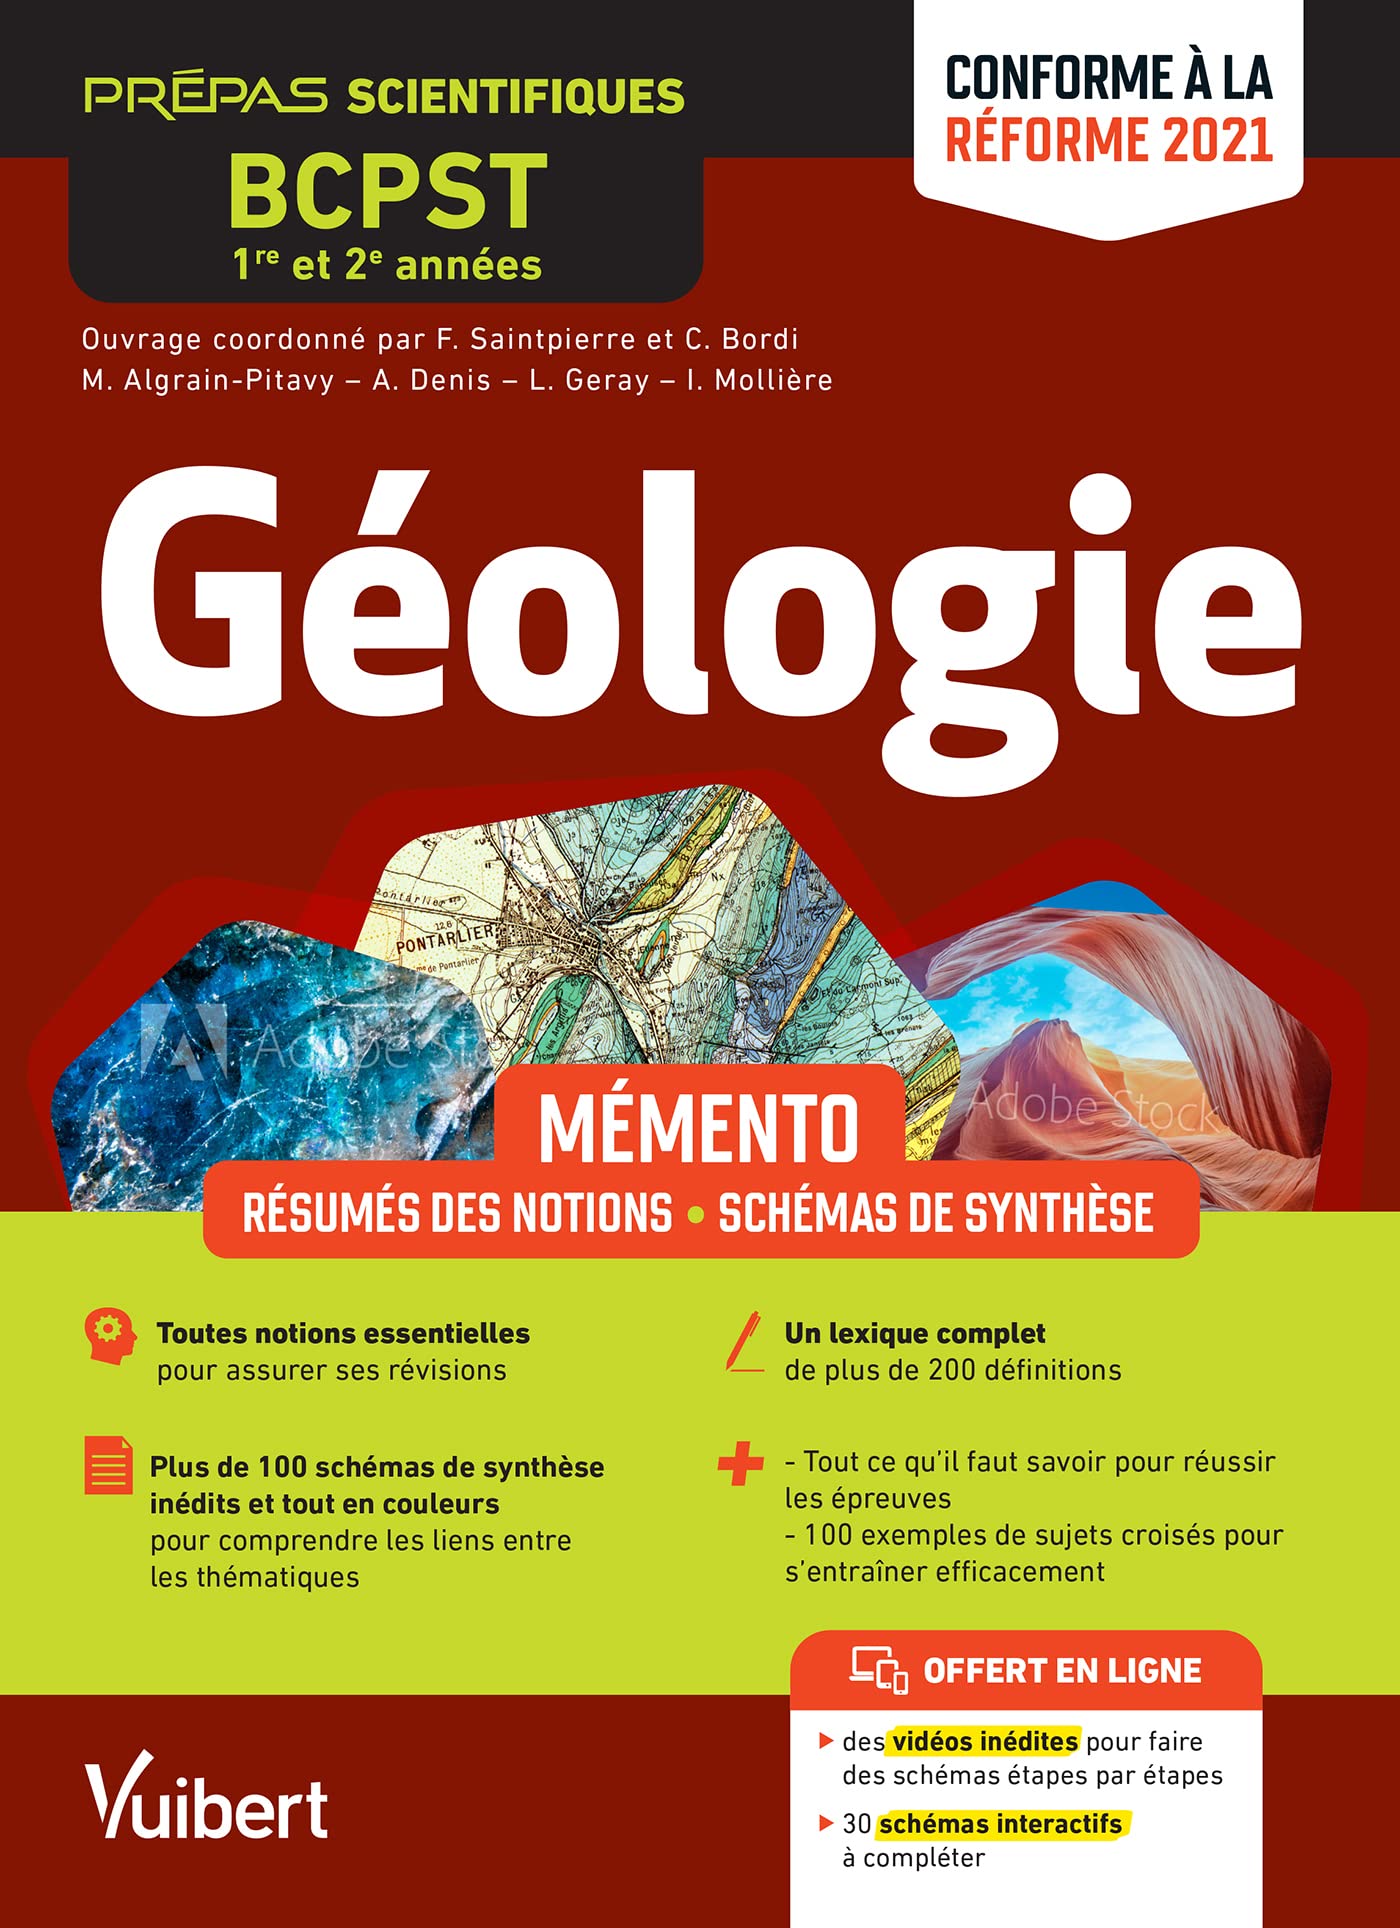 PRÉPAS SCIENTIFIQUES
BCPST
1re et 2e années
CONFORME À LA
RÉFORME 2021
Ouvrage coordonné par F. Saintpierre et C. Bordi
M. Algrain-Pitavy – A. Denis – L. Geray – I. Mollière
Géologie
Pontarlier
PONTARLIER
de Pontarlier
Nx
Adobe Stock
Adobe Stock
MÉMENTO
RÉSUMÉS DES NOTIONS • SCHÉMAS DE SYNTHÈSE
Toutes notions essentielles
pour assurer ses révisions
Un lexique complet
de plus de 200 définitions
Plus de 100 schémas de synthèse
inédits et tout en couleurs
pour comprendre les liens entre
les thématiques
- Tout ce qu'il faut savoir pour réussir
les épreuves
- 100 exemples de sujets croisés pour
s'entraîner efficacement
OFFERT EN LIGNE
des vidéos inédites pour faire
des schémas étapes par étapes
30 schémas interactifs
à compléter
Vuibert